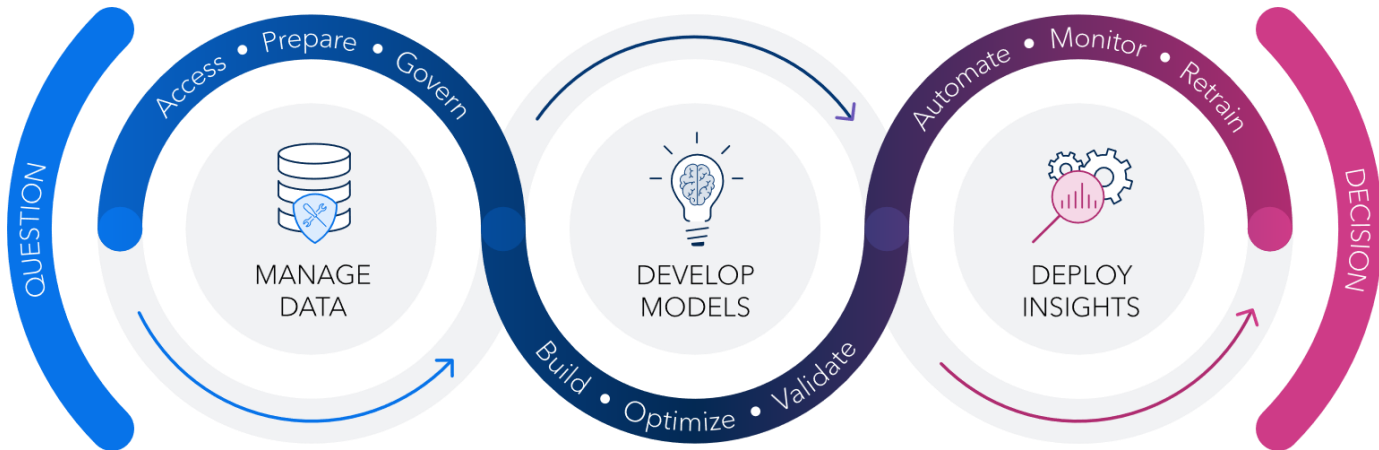 QUESTION
Access • Prepare • Govern
MANAGE
DATA
Build • Optimize • Validate
DEVELOP
MODELS
Automate • Monitor • Retrain
DEPLOY
INSIGHTS
DECISION